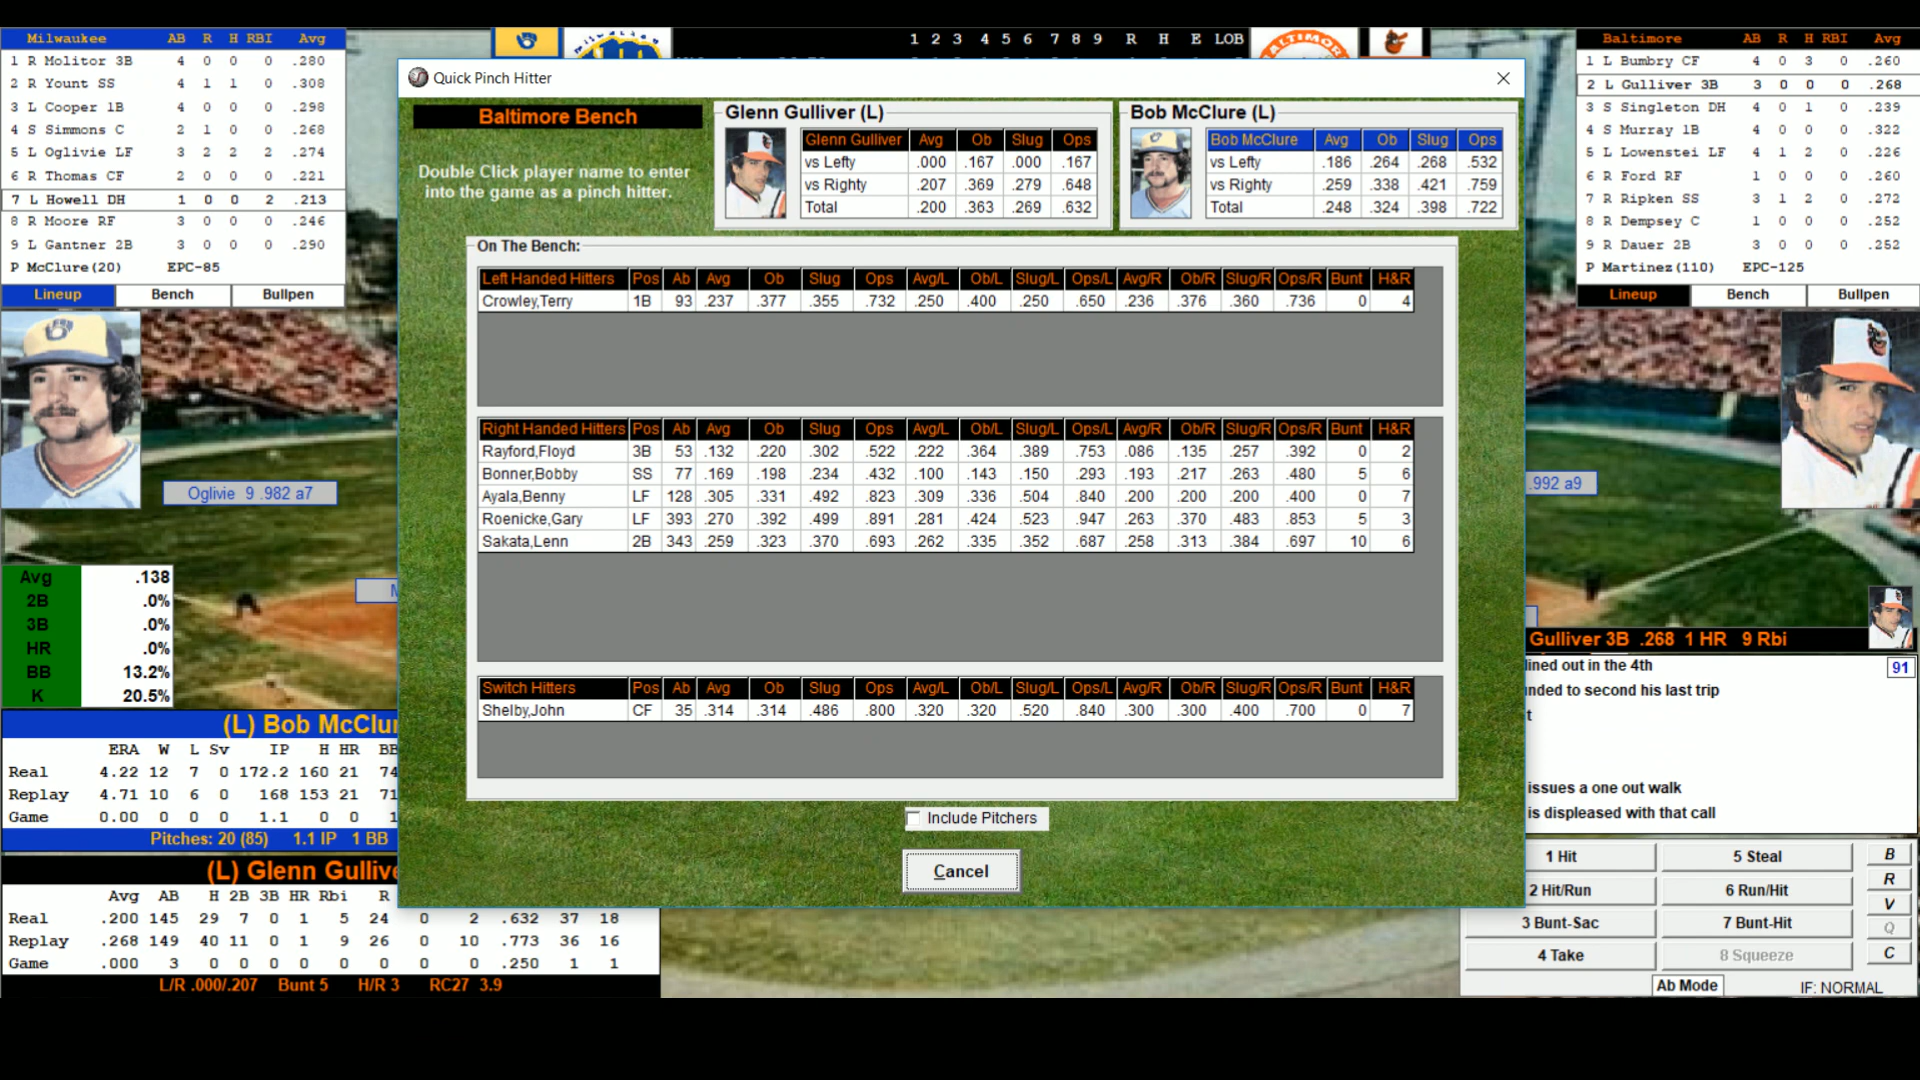 Milwaukee AB R H RBI Avg
1 R Molitor 3B 4 0 0 0 .280
2 R Yount SS 4 1 1 0 .308
3 L Cooper 1B 4 0 0 0 .298
4 S Simmons C 2 1 0 0 .268
5 L Oglivie LF 3 2 2 2 .274
6 R Thomas CF 2 0 0 0 .221
7 L Howell DH 1 0 0 2 .213
8 R Moore RF 3 0 0 0 .246
9 L Gantner 2B 3 0 0 0 .290
P McClure(20) EPC-85
Lineup Bench Bullpen
1 2 3 4 5 6 7 8 9 R H E LOB
BALTIMORE
Baltimore AB R H RBI Avg
1 L Bumbry CF 4 0 3 0 .260
2 L Gulliver 3B 3 0 0 0 .268
3 S Singleton DH 4 0 1 0 .239
4 S Murray 1B 4 0 0 0 .322
5 L Lowenstei LF 4 1 2 0 .226
6 R Ford RF 1 0 0 0 .260
7 R Ripken SS 3 1 2 0 .272
8 R Dempsey C 1 0 0 0 .252
9 R Dauer 2B 3 0 0 0 .252
P Martinez(110) EPC-125
Lineup Bench Bullpen
Quick Pinch Hitter
Baltimore Bench
Double Click player name to enter
into the game as a pinch hitter.
Glenn Gulliver (L)
Glenn Gulliver Avg Ob Slug Ops
vs Lefty .000 .167 .000 .167
vs Righty .207 .369 .279 .648
Total .200 .363 .269 .632
Bob McClure (L)
Bob McClure Avg Ob Slug Ops
vs Lefty .186 .264 .268 .532
vs Righty .259 .338 .421 .759
Total .248 .324 .398 .722
On The Bench:
Left Handed Hitters Pos Ab Avg Ob Slug Ops Avg/L Ob/L Slug/L Ops/L Avg/R Ob/R Slug/R Ops/R Bunt H&R
Crowley,Terry 1B 93 .237 .377 .355 .732 .250 .400 .250 .650 .236 .376 .360 .736 0 4
Right Handed Hitters Pos Ab Avg Ob Slug Ops Avg/L Ob/L Slug/L Ops/L Avg/R Ob/R Slug/R Ops/R Bunt H&R
Rayford,Floyd 3B 53 .132 .220 .302 .522 .222 .364 .389 .753 .086 .135 .257 .392 0 2
Bonner,Bobby SS 77 .169 .198 .234 .432 .100 .143 .150 .293 .193 .217 .263 .480 5 6
Ayala,Benny LF 128 .305 .331 .492 .823 .309 .336 .504 .840 .200 .200 .200 .400 0 7
Roenicke,Gary LF 393 .270 .392 .499 .891 .281 .424 .523 .947 .263 .370 .483 .853 5 3
Sakata,Lenn 2B 343 .259 .323 .370 .693 .262 .335 .352 .687 .258 .313 .384 .697 10 6
Switch Hitters Pos Ab Avg Ob Slug Ops Avg/L Ob/L Slug/L Ops/L Avg/R Ob/R Slug/R Ops/R Bunt H&R
Shelby,John CF 35 .314 .314 .486 .800 .320 .320 .520 .840 .300 .300 .400 .700 0 7
Include Pitchers
Cancel
Oglivie 9 .982 a7
.992 a9
Avg .138
2B .0%
3B .0%
HR .0%
BB 13.2%
K 20.5%
(L) Bob McClur
ERA W L Sv IP H HR BB
Real 4.22 12 7 0 172.2 160 21 74
Replay 4.71 10 6 0 168 153 21 71
Game 0.00 0 0 0 1.1 0 0 1
Pitches: 20 (85) 1.1 IP 1 BB
(L) Glenn Gullive
Avg AB H 2B 3B HR Rbi R
Real .200 145 29 7 0 1 5 24 0 2 .632 37 18
Replay .268 149 40 11 0 1 9 26 0 10 .773 36 16
Game .000 3 0 0 0 0 0 0 0 0 .250 1 1
L/R .000/.207 Bunt 5 H/R 3 RC27 3.9
Gulliver 3B .268 1 HR 9 Rbi
lined out in the 4th
91
nded to second his last trip
t
issues a one out walk
is displeased with that call
1 Hit 5 Steal B
2 Hit/Run 6 Run/Hit R
3 Bunt-Sac 7 Bunt-Hit V
4 Take 8 Squeeze Q
C
Ab Mode IF: NORMAL